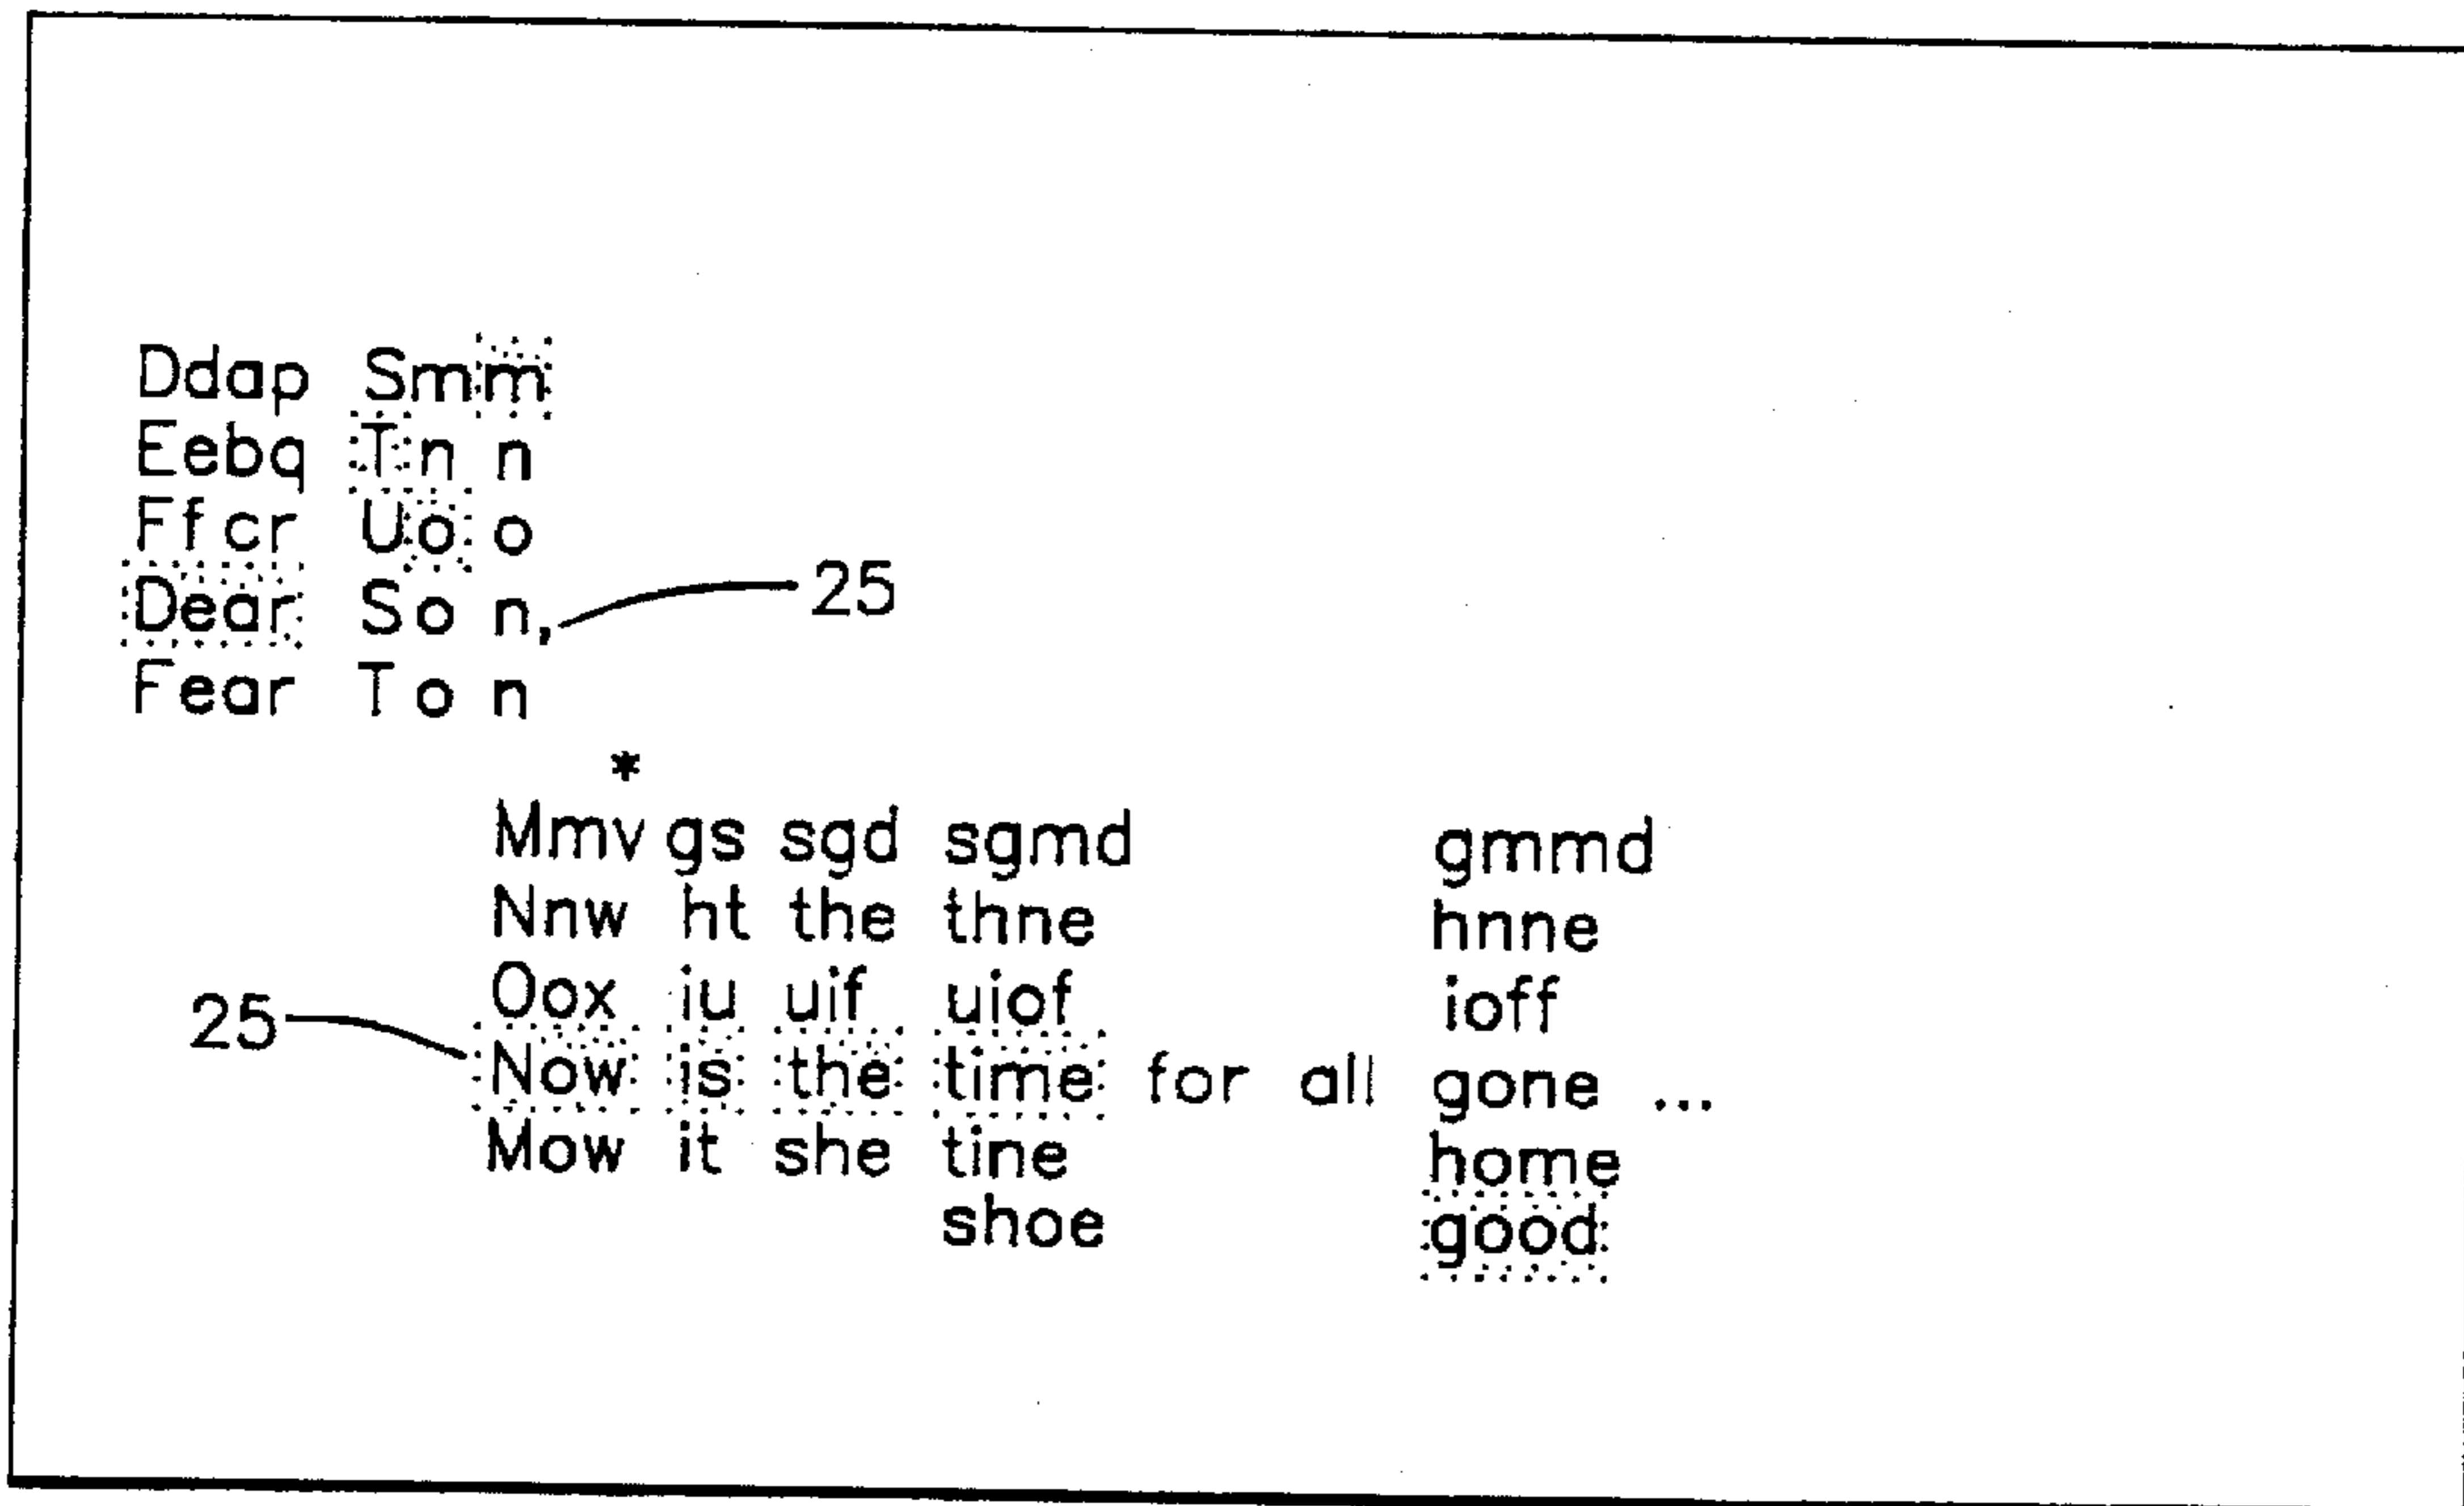 Ddap Smm
Eebq Tn n
Ffcr Uo o
Dear So n, 25
Fear To n
*
Mmv gs sgd sgmd gmmd
Nnw ht the thne hnne
Oox iu uif uiof ioff
25 Now is the time for all gone ...
Mow it she tine home
shoe good